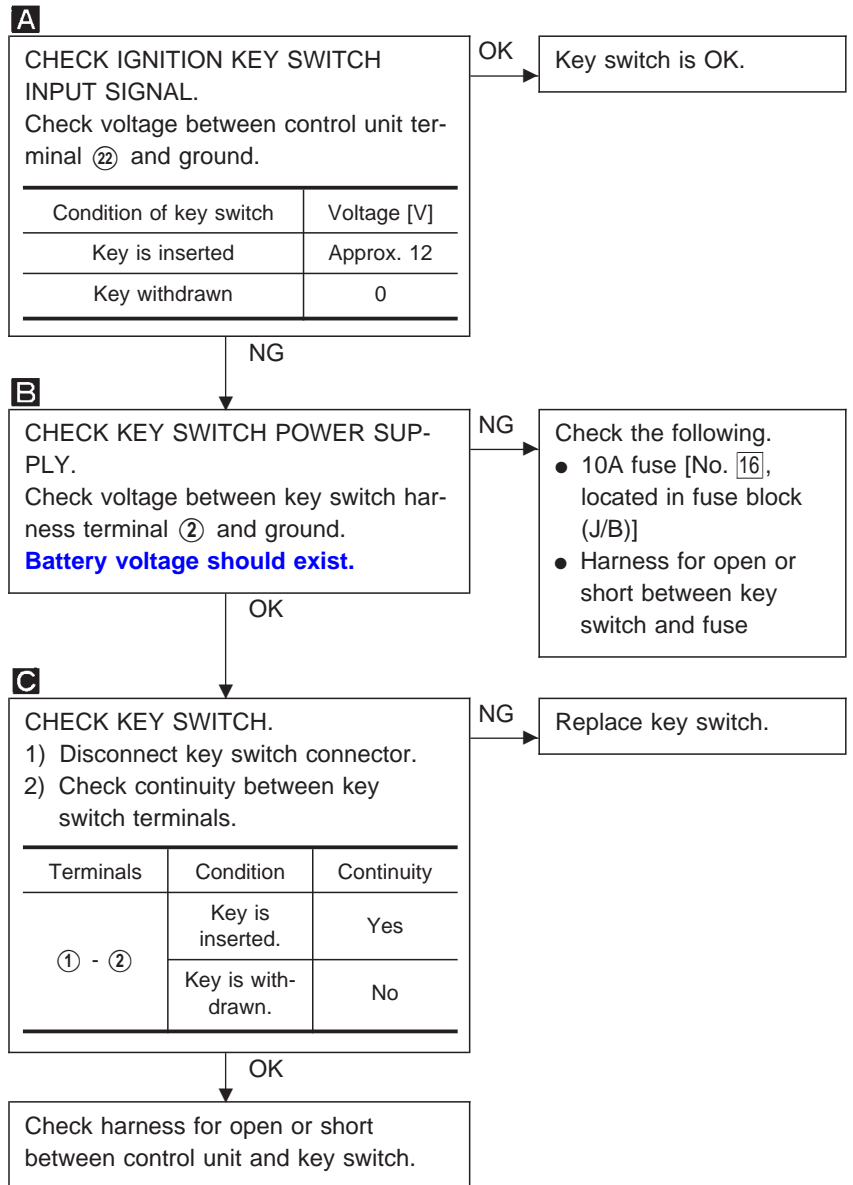 A
CHECK IGNITION KEY SWITCH
INPUT SIGNAL.
Check voltage between control unit ter-
minal ㉒ and ground.
Condition of key switch Voltage [V]
Key is inserted Approx. 12
Key withdrawn 0
OK
Key switch is OK.
NG
B
CHECK KEY SWITCH POWER SUP-
PLY.
Check voltage between key switch har-
ness terminal ② and ground.
Battery voltage should exist.
NG
Check the following.
● 10A fuse [No. 16,
located in fuse block
(J/B)]
● Harness for open or
short between key
switch and fuse
OK
C
CHECK KEY SWITCH.
1) Disconnect key switch connector.
2) Check continuity between key
switch terminals.
Terminals Condition Continuity
① - ②
Key is
inserted.
Yes
Key is with-
drawn.
No
NG
Replace key switch.
OK
Check harness for open or short
between control unit and key switch.